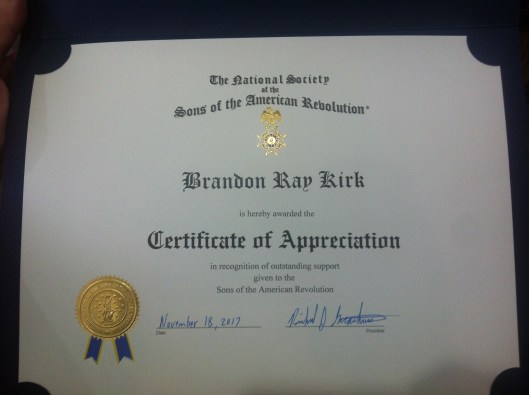 The National Society
of the
Sons of the American Revolution®
Brandon Ray Kirk
is hereby awarded the
Certificate of Appreciation
in recognition of outstanding support
given to the
Sons of the American Revolution
November 18, 2017
Date
President